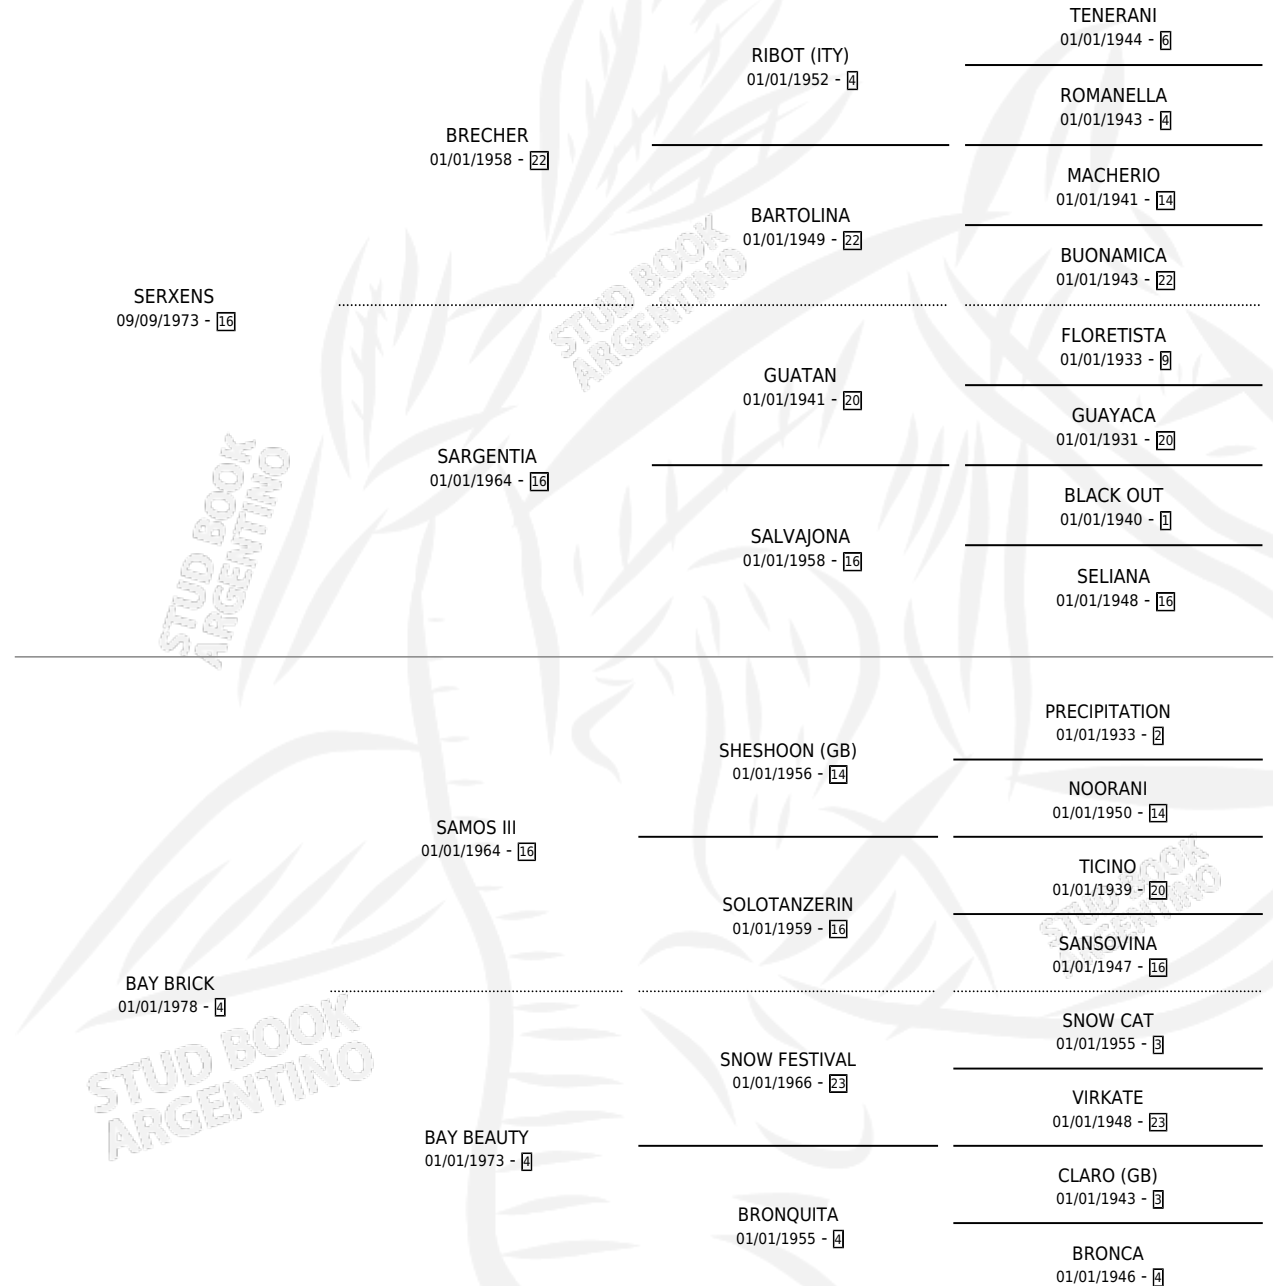 TENERANI
01/01/1944 - 6
RIBOT (ITY)
01/01/1952 - 4
ROMANELLA
01/01/1943 - 4
BRECHER
01/01/1958 - 22
MACHERIO
01/01/1941 - 14
BARTOLINA
01/01/1949 - 22
BUONAMICA
01/01/1943 - 22
SERXENS
09/09/1973 - 16
FLORETISTA
01/01/1933 - 9
GUATAN
01/01/1941 - 20
GUAYACA
01/01/1931 - 20
SARGENTIA
01/01/1964 - 16
BLACK OUT
01/01/1940 - 1
SALVAJONA
01/01/1958 - 16
SELIANA
01/01/1948 - 16
PRECIPITATION
01/01/1933 - 2
SHESHOON (GB)
01/01/1956 - 14
NOORANI
01/01/1950 - 14
SAMOS III
01/01/1964 - 16
TICINO
01/01/1939 - 20
SOLOTANZERIN
01/01/1959 - 16
SANSOVINA
01/01/1947 - 16
BAY BRICK
01/01/1978 - 4
SNOW CAT
01/01/1955 - 3
SNOW FESTIVAL
01/01/1966 - 23
VIRKATE
01/01/1948 - 23
BAY BEAUTY
01/01/1973 - 4
CLARO (GB)
01/01/1943 - 3
BRONQUITA
01/01/1955 - 4
BRONCA
01/01/1946 - 4
STUD BOOK
ARGENTINO
STUD BOOK
ARGENTINO
STUD BOOK
ARGENTINO
STUD BOOK
ARGENTINO